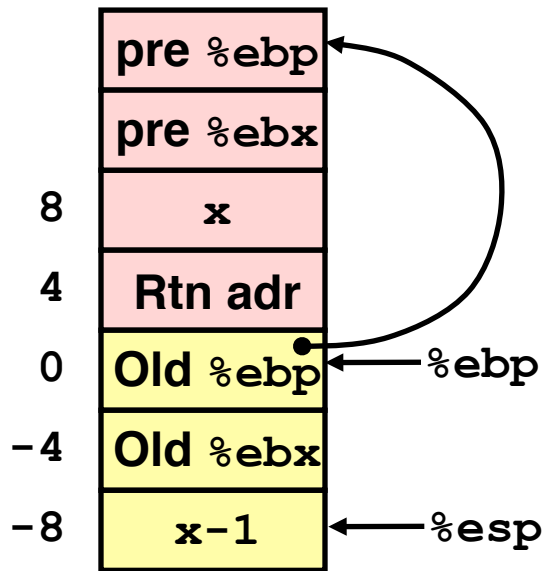 pre %ebp
pre %ebx
8 x
4 Rtn adr
0 Old %ebp %ebp
-4 Old %ebx
-8 x-1 %esp